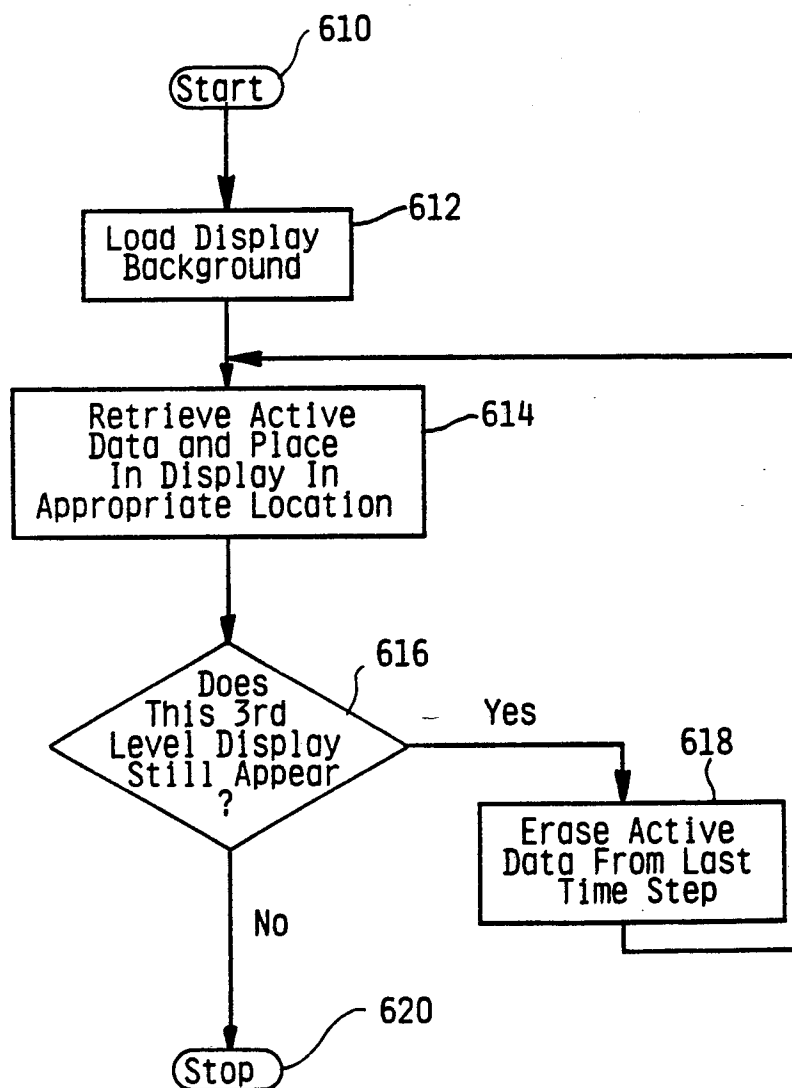 610
Start
612
Load Display
Background
614
Retrieve Active
Data and Place
In Display In
Appropriate Location
616
Does
This 3rd
Level Display
Still Appear
?
Yes
618
Erase Active
Data From Last
Time Step
No
620
Stop